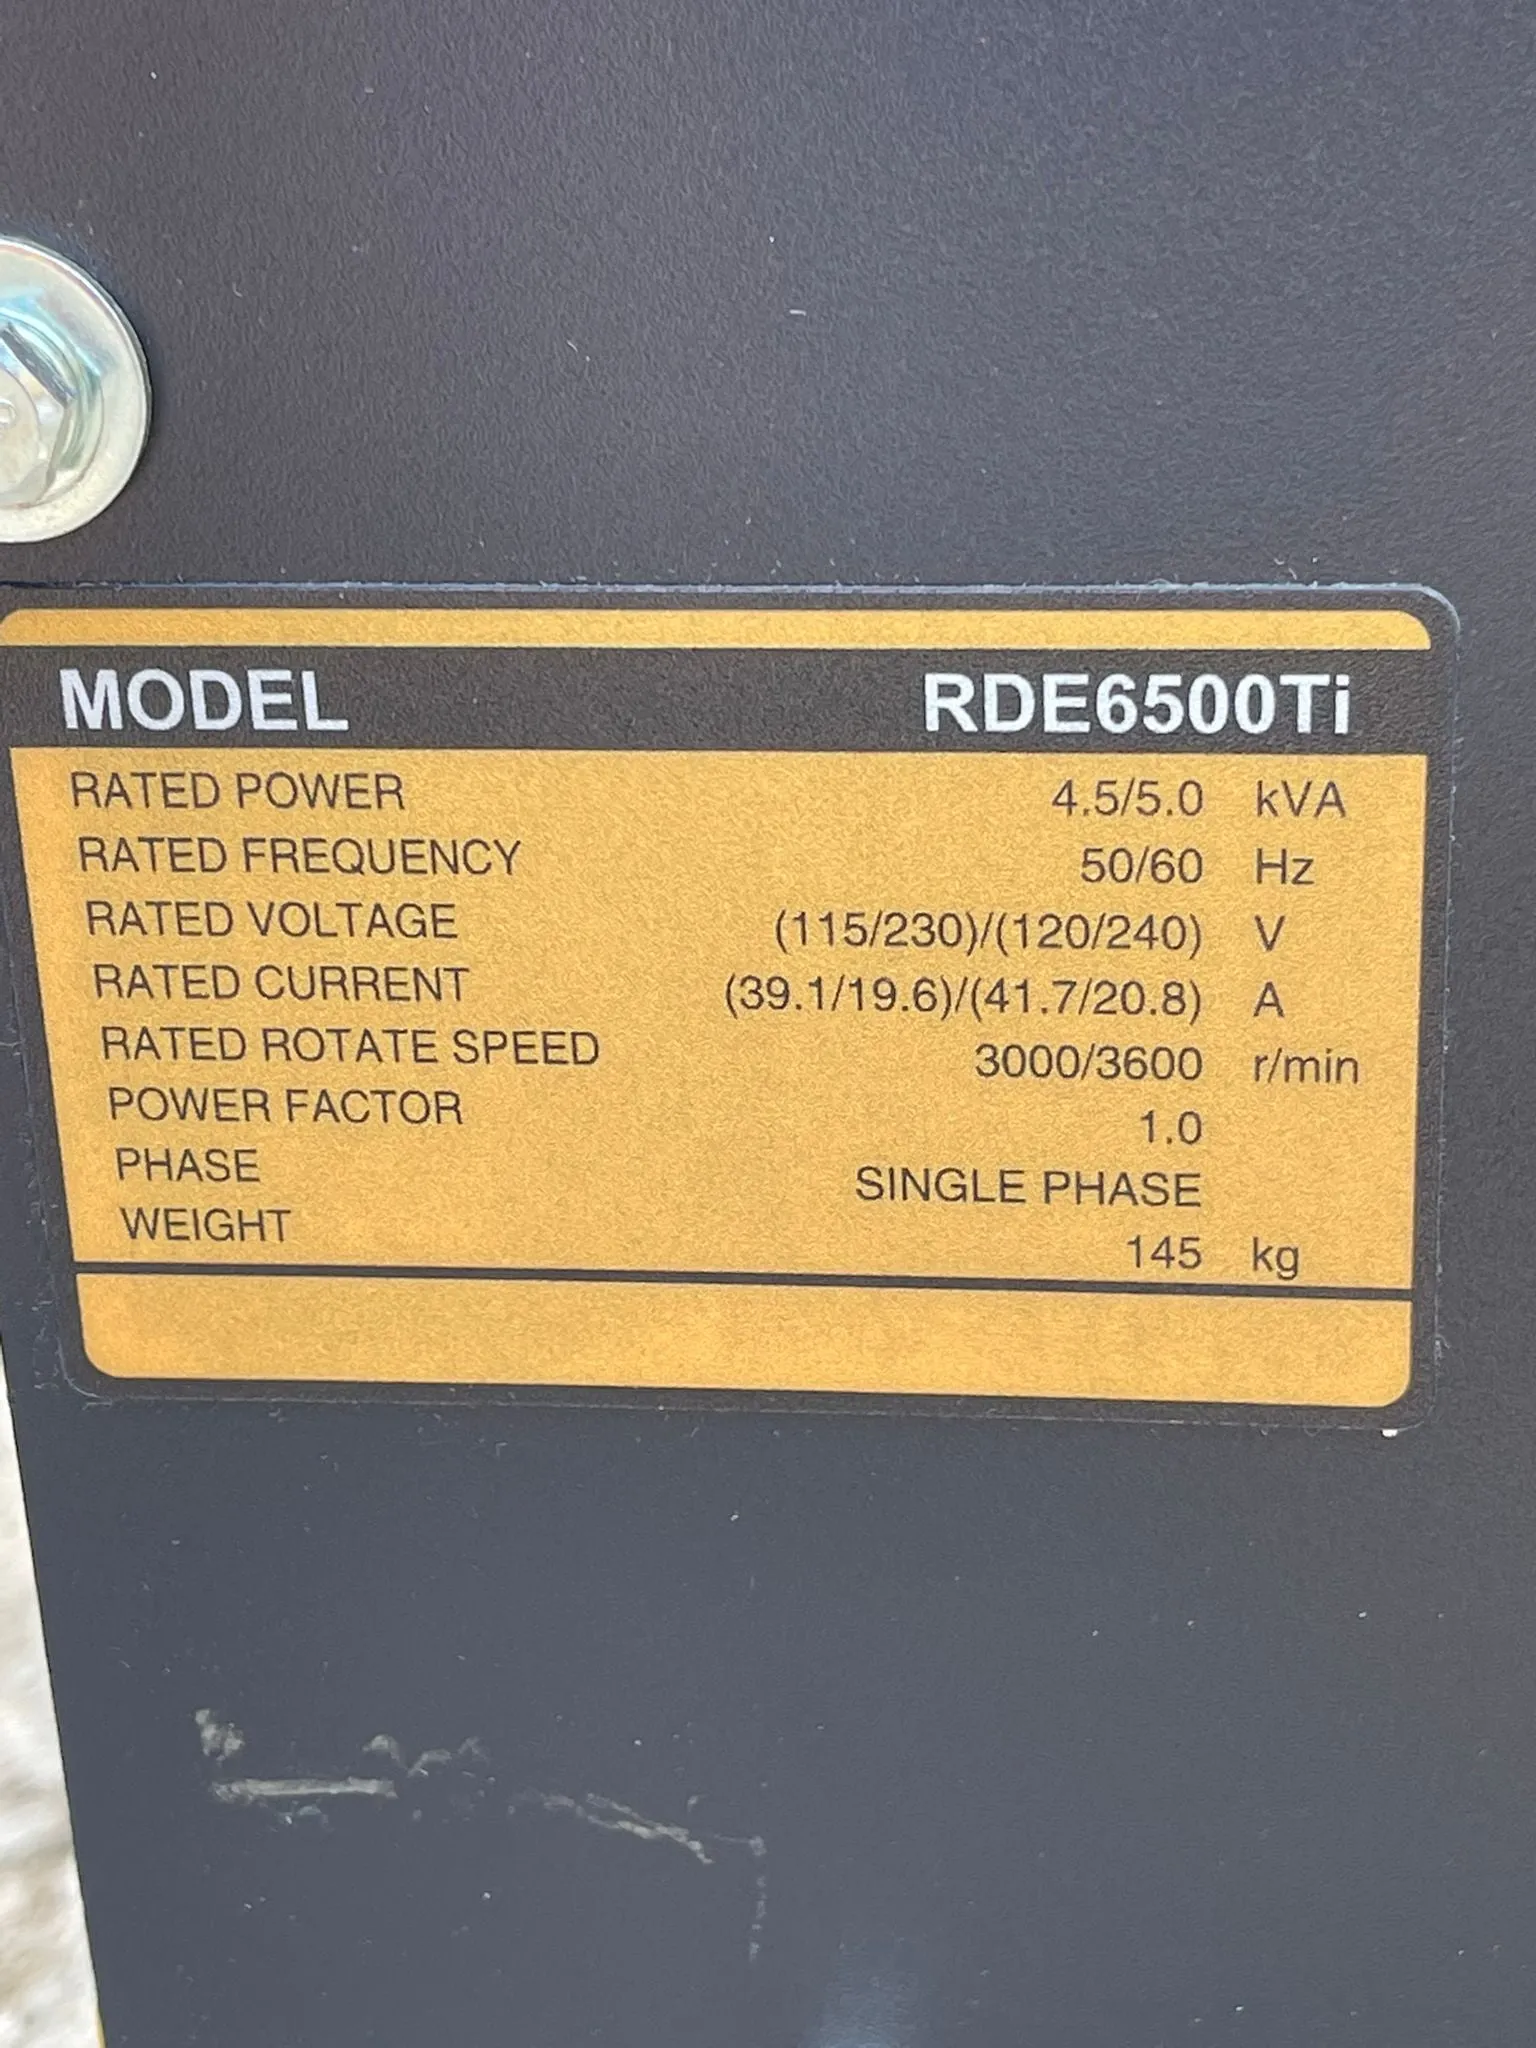 MODEL RDE6500Ti
RATED POWER 4.5/5.0 kVA
RATED FREQUENCY 50/60 Hz
RATED VOLTAGE (115/230)/(120/240) V
RATED CURRENT (39.1/19.6)/(41.7/20.8) A
RATED ROTATE SPEED 3000/3600 r/min
POWER FACTOR 1.0
PHASE SINGLE PHASE
WEIGHT 145 kg